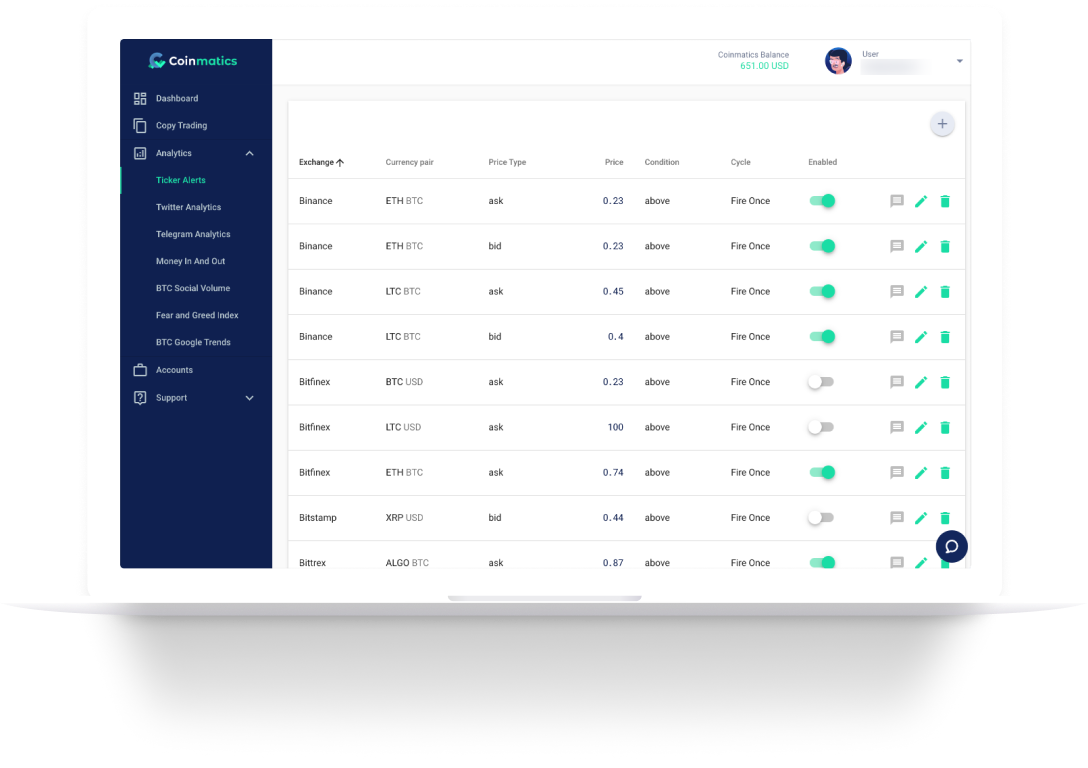 Coinmatics
Coinmatics Balance
651.00 USD
User
Dashboard
Copy Trading
Analytics
Ticker Alerts
Twitter Analytics
Telegram Analytics
Money In And Out
BTC Social Volume
Fear and Greed Index
BTC Google Trends
Accounts
Support
+
Exchange Currency pair Price Type Price Condition Cycle Enabled
Binance ETH BTC ask 0.23 above Fire Once
Binance ETH BTC bid 0.23 above Fire Once
Binance LTC BTC ask 0.45 above Fire Once
Binance LTC BTC bid 0.4 above Fire Once
Bitfinex BTC USD ask 0.23 above Fire Once
Bitfinex LTC USD ask 100 above Fire Once
Bitfinex ETH BTC ask 0.74 above Fire Once
Bitstamp XRP USD bid 0.44 above Fire Once
Bittrex ALGO BTC ask 0.87 above Fire Once